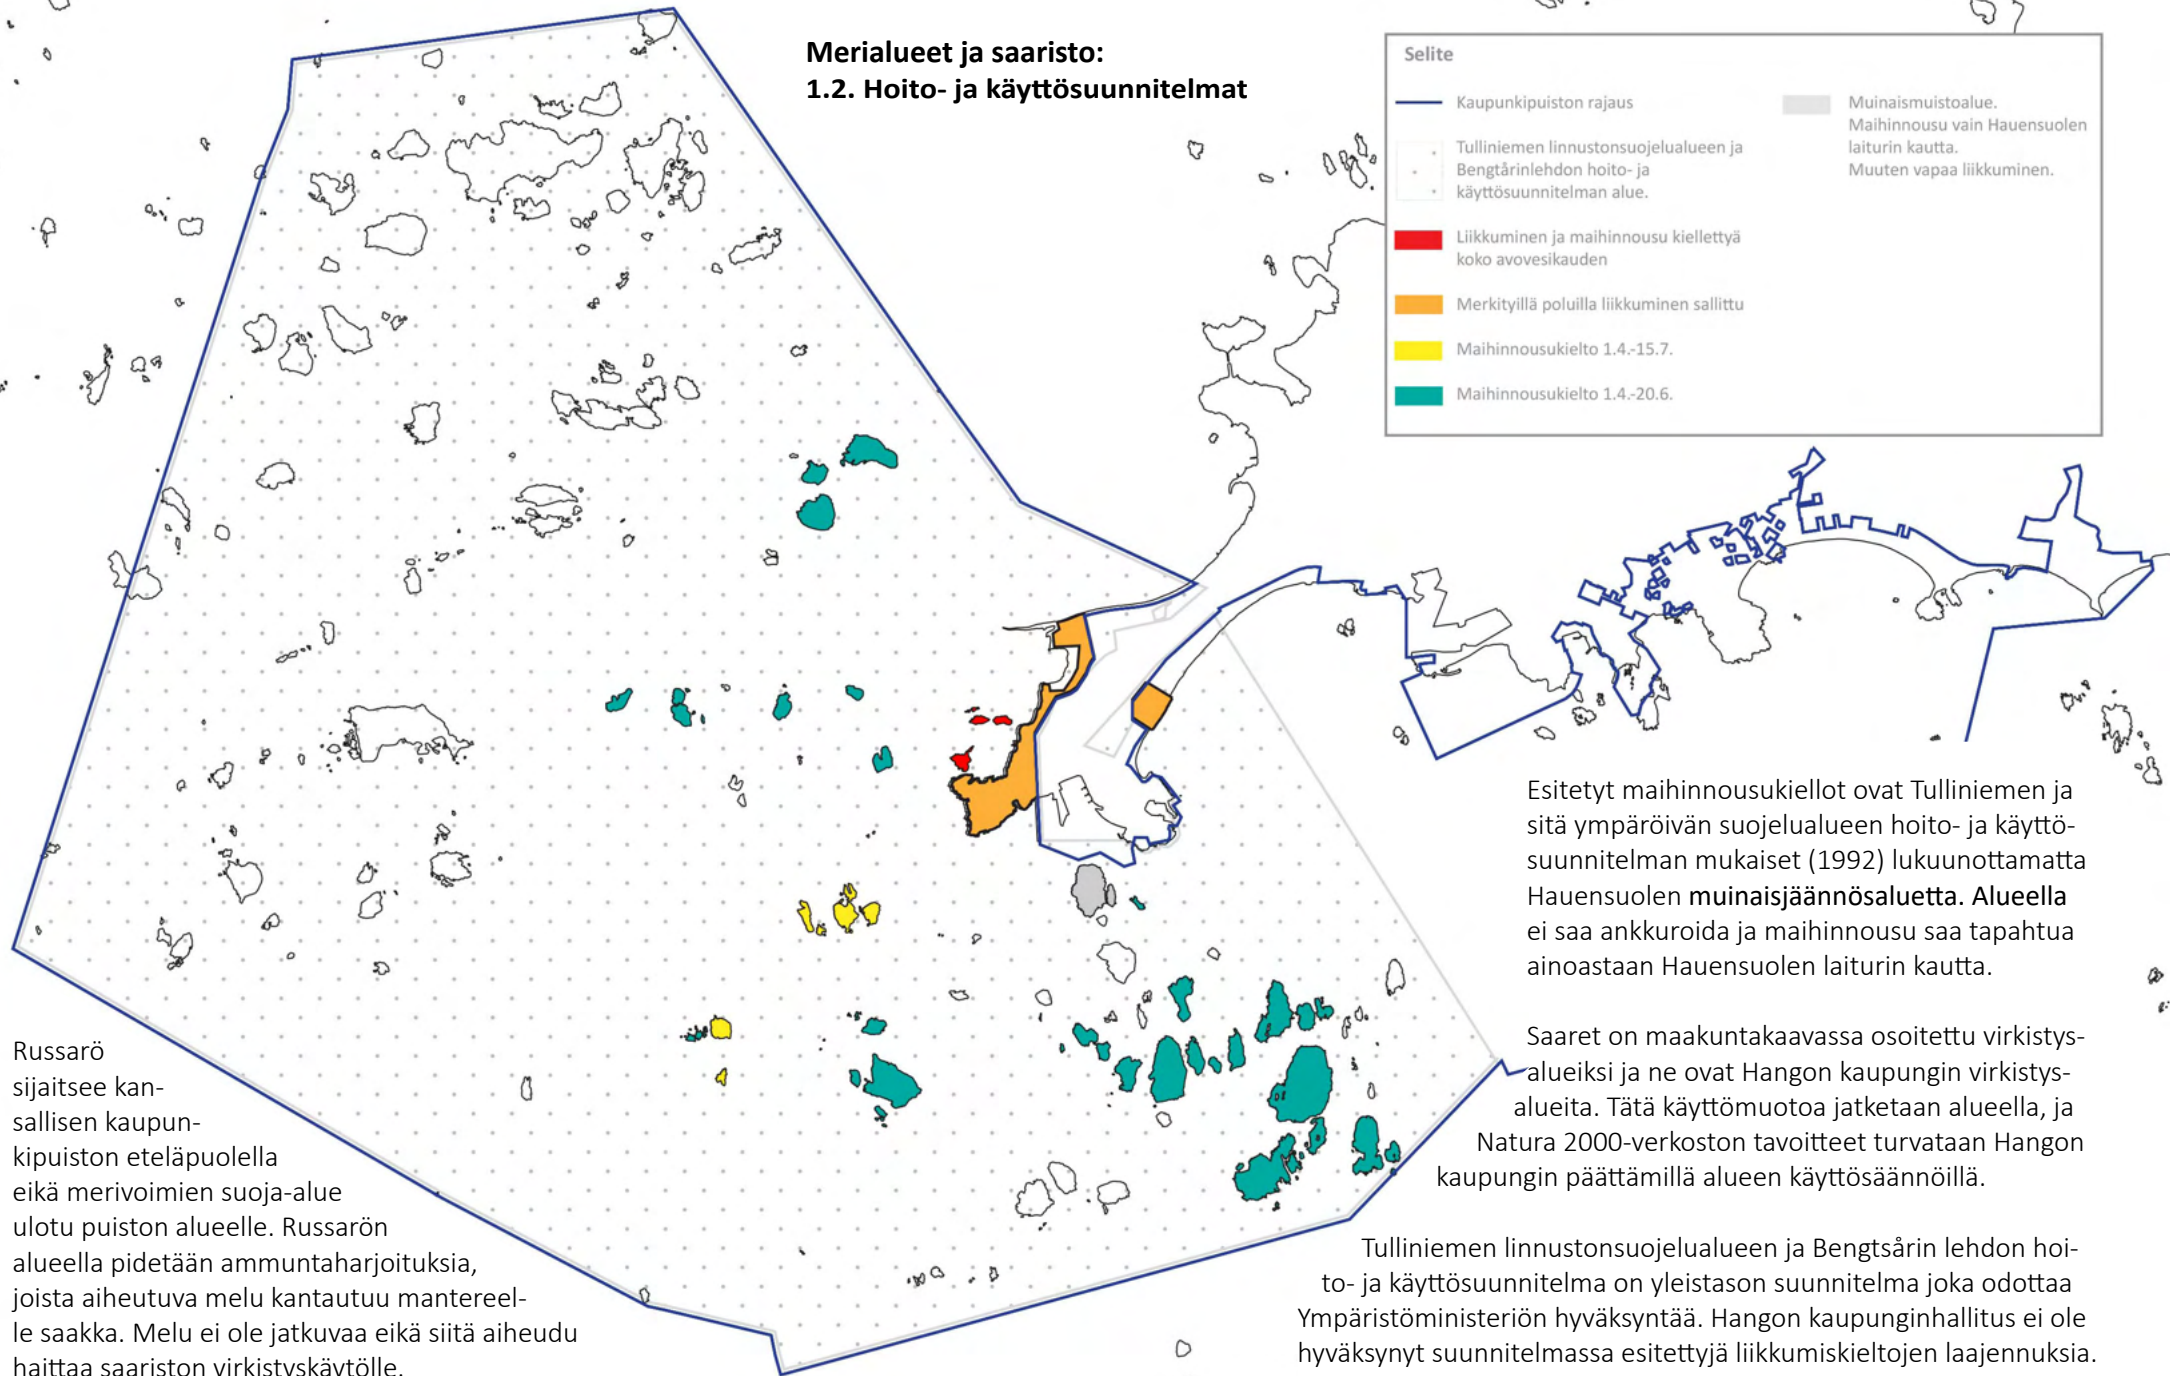 Merialueet ja saaristo:
1.2. Hoito- ja käyttösuunnitelmat
Selite
Kaupunkipuiston rajaus
Tulliniemen linnustonsuojelualueen ja
Bengtårinlehdon hoito- ja
käyttösuunnitelman alue.
Liikkuminen ja maihinnousu kiellettyä
koko avovesikauden
Merkityillä poluilla liikkuminen sallittu
Maihinnousukielto 1.4.-15.7.
Maihinnousukielto 1.4.-20.6.
Muinaismuistoalue.
Maihinnousu vain Hauensuolen
laiturin kautta.
Muuten vapaa liikkuminen.
Esitetyt maihinnousukiellot ovat Tulliniemen ja
sitä ympäröivän suojelualueen hoito- ja käyttö-
suunnitelman mukaiset (1992) lukuunottamatta
Hauensuolen muinaisjäännösaluetta. Alueella
ei saa ankkuroida ja maihinnousu saa tapahtua
ainoastaan Hauensuolen laiturin kautta.
Saaret on maakuntakaavassa osoitettu virkistys-
alueiksi ja ne ovat Hangon kaupungin virkistys-
alueita. Tätä käyttömuotoa jatketaan alueella, ja
Natura 2000-verkoston tavoitteet turvataan Hangon
kaupungin päättämillä alueen käyttösäännöillä.
Tulliniemen linnustonsuojelualueen ja Bengtsårin lehdon hoi-
to- ja käyttösuunnitelma on yleistason suunnitelma joka odottaa
Ympäristöministeriön hyväksyntää. Hangon kaupunginhallitus ei ole
hyväksynyt suunnitelmassa esitettyjä liikkumiskieltojen laajennuksia.
Russarö
sijaitsee kan-
sallisen kaupun-
kipuiston eteläpuolella
eikä merivoimien suoja-alue
ulotu puiston alueelle. Russarön
alueella pidetään ammuntaharjoituksia,
joista aiheutuva melu kantautuu mantereel-
le saakka. Melu ei ole jatkuvaa eikä siitä aiheudu
haittaa saariston virkistyskäytölle.